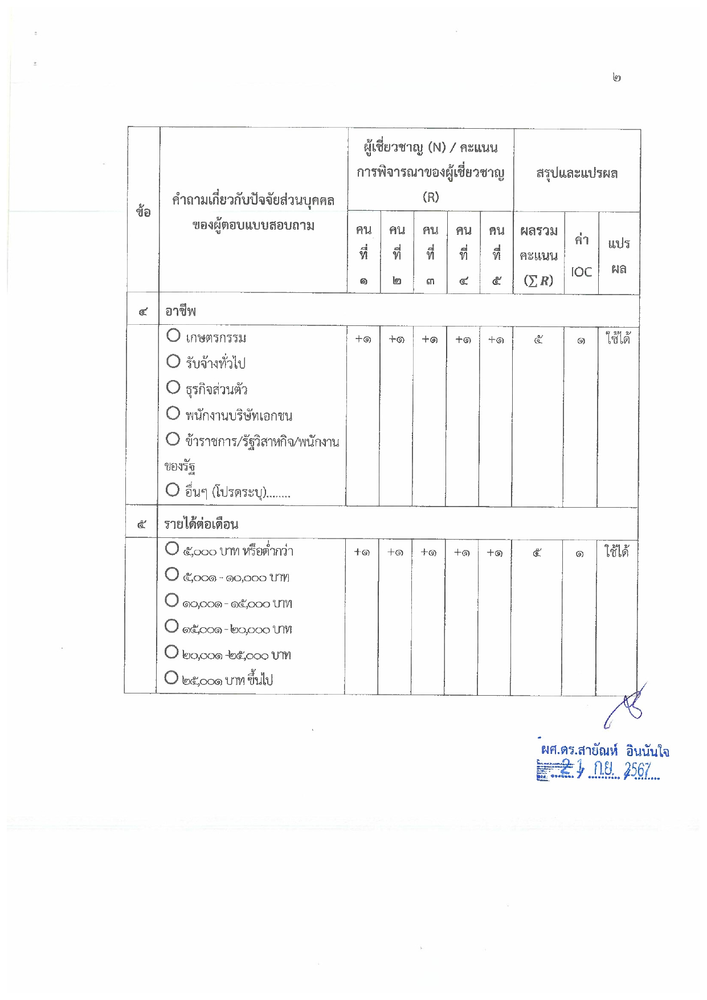 ๒
ข้อ
คำถามเกี่ยวกับปัจจัยส่วนบุคคล
ของผู้ตอบแบบสอบถาม
ผู้เชี่ยวชาญ (N) / คะแนน
การพิจารณาของผู้เชี่ยวชาญ
(R)
สรุปและแปรผล
คน ที่ ๑
คน ที่ ๒
คน ที่ ๓
คน ที่ ๔
คน ที่ ๕
ผลรวม คะแนน (∑R)
ค่า IOC
แปร ผล
๔ อาชีพ
เกษตรกรรม +๑ +๑ +๑ +๑ +๑ ๕ ๑ ใช้ได้
รับจ้างทั่วไป
ธุรกิจส่วนตัว
พนักงานบริษัทเอกชน
ข้าราชการ/รัฐวิสาหกิจ/พนักงาน
ของรัฐ
อื่นๆ (โปรดระบุ)........
๕ รายได้ต่อเดือน
๕,๐๐๐ บาท หรือต่ำกว่า +๑ +๑ +๑ +๑ +๑ ๕ ๑ ใช้ได้
๕,๐๐๑ - ๑๐,๐๐๐ บาท
๑๐,๐๐๑ - ๑๕,๐๐๐ บาท
๑๕,๐๐๑ - ๒๐,๐๐๐ บาท
๒๐,๐๐๑ -๒๕,๐๐๐ บาท
๒๕,๐๐๑ บาท ขึ้นไป
ผศ.ดร.สายัณห์ อินนันใจ
21 ก.ย. 2567